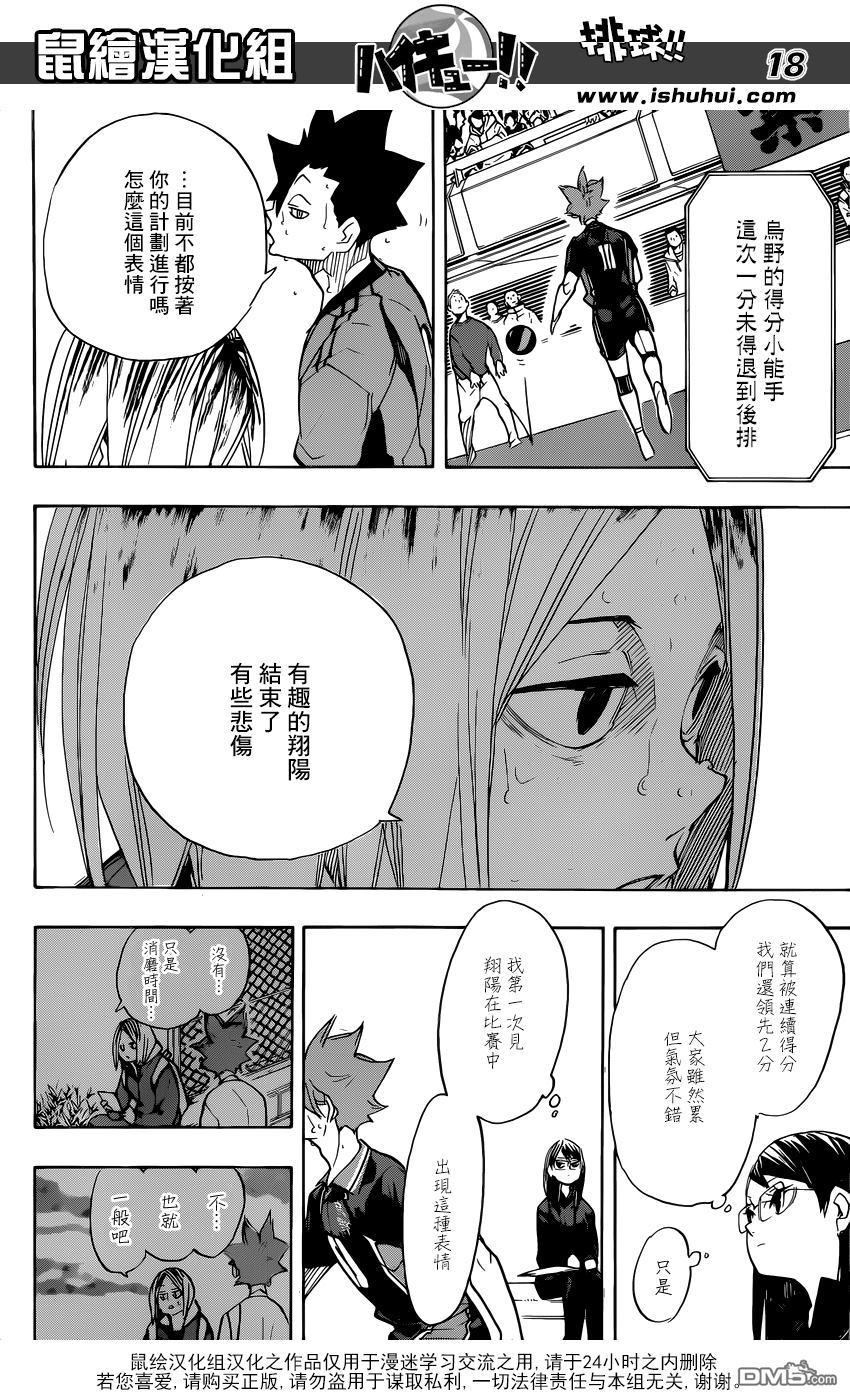 鼠繪漢化組
ハイキュー!!
排球!!
18
www.ishuhui.com
烏野的得分小能手
這次一分未得退到後排
…目前不都按著
你的計劃進行嗎
怎麼這個表情
有趣的翔陽
結束了
有些悲傷
就算被連續得分
我們還領先2分
大家雖然累
但氣氛不錯
只是
我第一次見
翔陽在比賽中
出現這種表情
沒有…
只是
消磨時間…
不…
也就
一般吧
鼠绘汉化组汉化之作品仅用于漫迷学习交流之用, 请于24小时之内删除
若您喜爱, 请购买正版, 请勿盗用于谋取私利, 一切法律责任与本组无关, 谢谢。
DM5.com